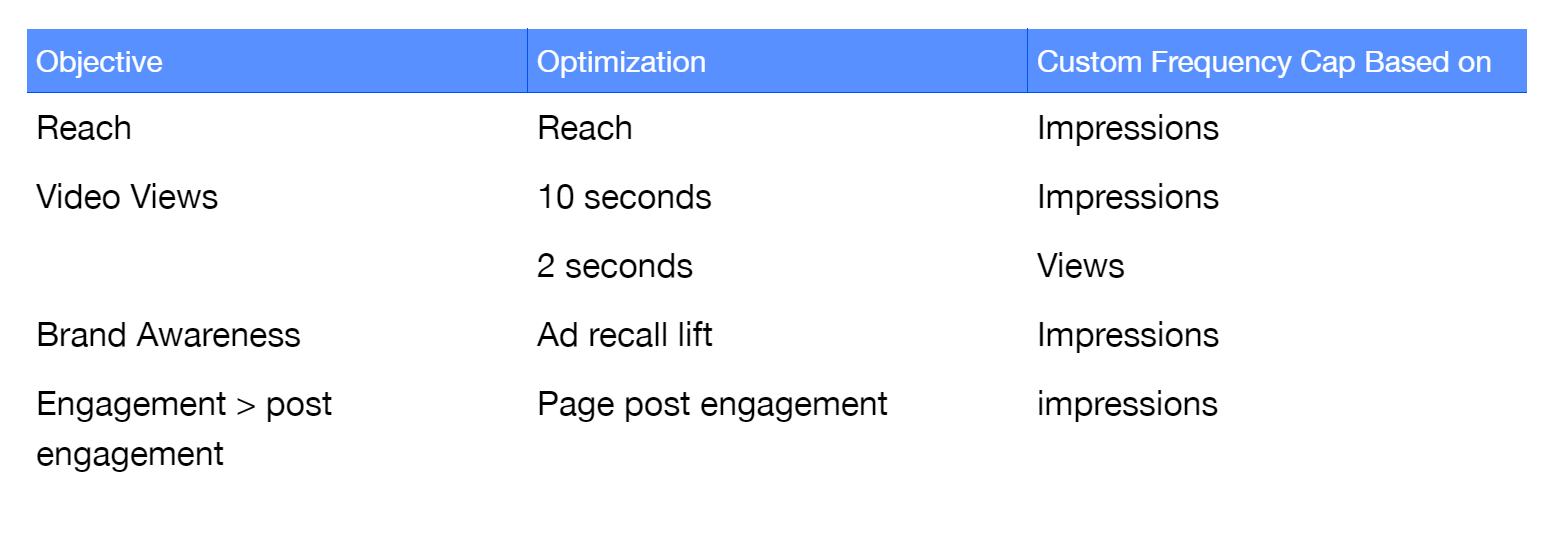 Objective Optimization Custom Frequency Cap Based on
Reach Reach Impressions
Video Views 10 seconds Impressions
2 seconds Views
Brand Awareness Ad recall lift Impressions
Engagement > post Page post engagement impressions
engagement